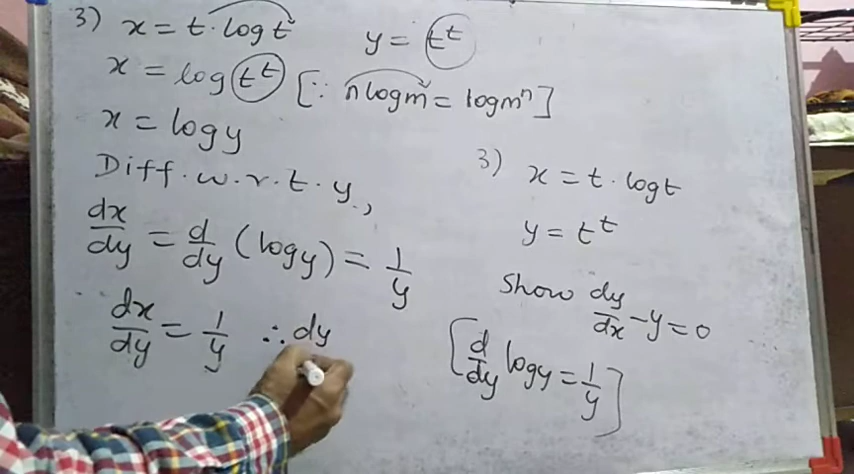 3) x = t · log t    y = t^t
x = log t^t [∵ n log m = log m^n]
x = log y
Diff. w. r. t. y.,
dx/dy = d/dy (log y) = 1/y
dx/dy = 1/y ∴ dy
3) x = t · log t
y = t^t
Show dy/dx - y = 0
[d/dy log y = 1/y]